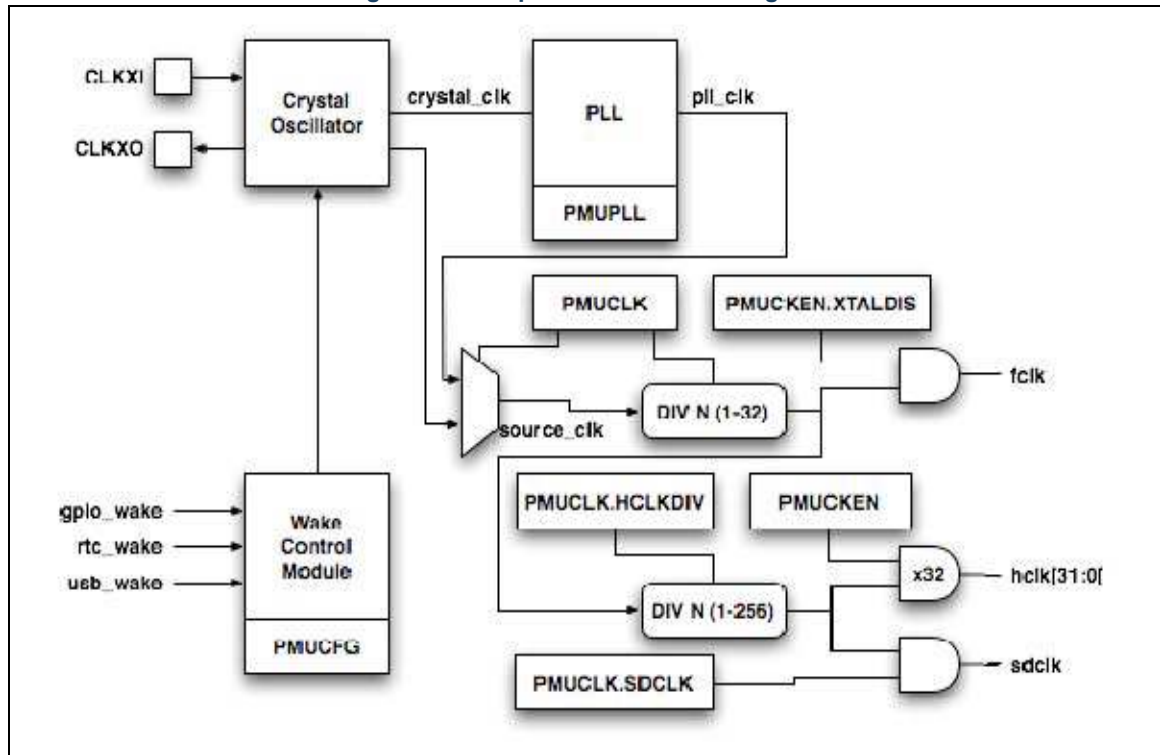 CLKXI
CLKXO
Crystal
Oscillator
crystal_clk
PLL
PMUPLL
pll_clk
PMUCLK
PMUCKEN.XTALDIS
fclk
DIV N (1-32)
source_clk
gpio_wake
rtc_wake
usb_wake
Wake
Control
Module
PMUCFG
PMUCLK.HCLKDIV
PMUCKEN
x32
hclk[31:0]
DIV N (1-256)
PMUCLK.SDCLK
sdclk